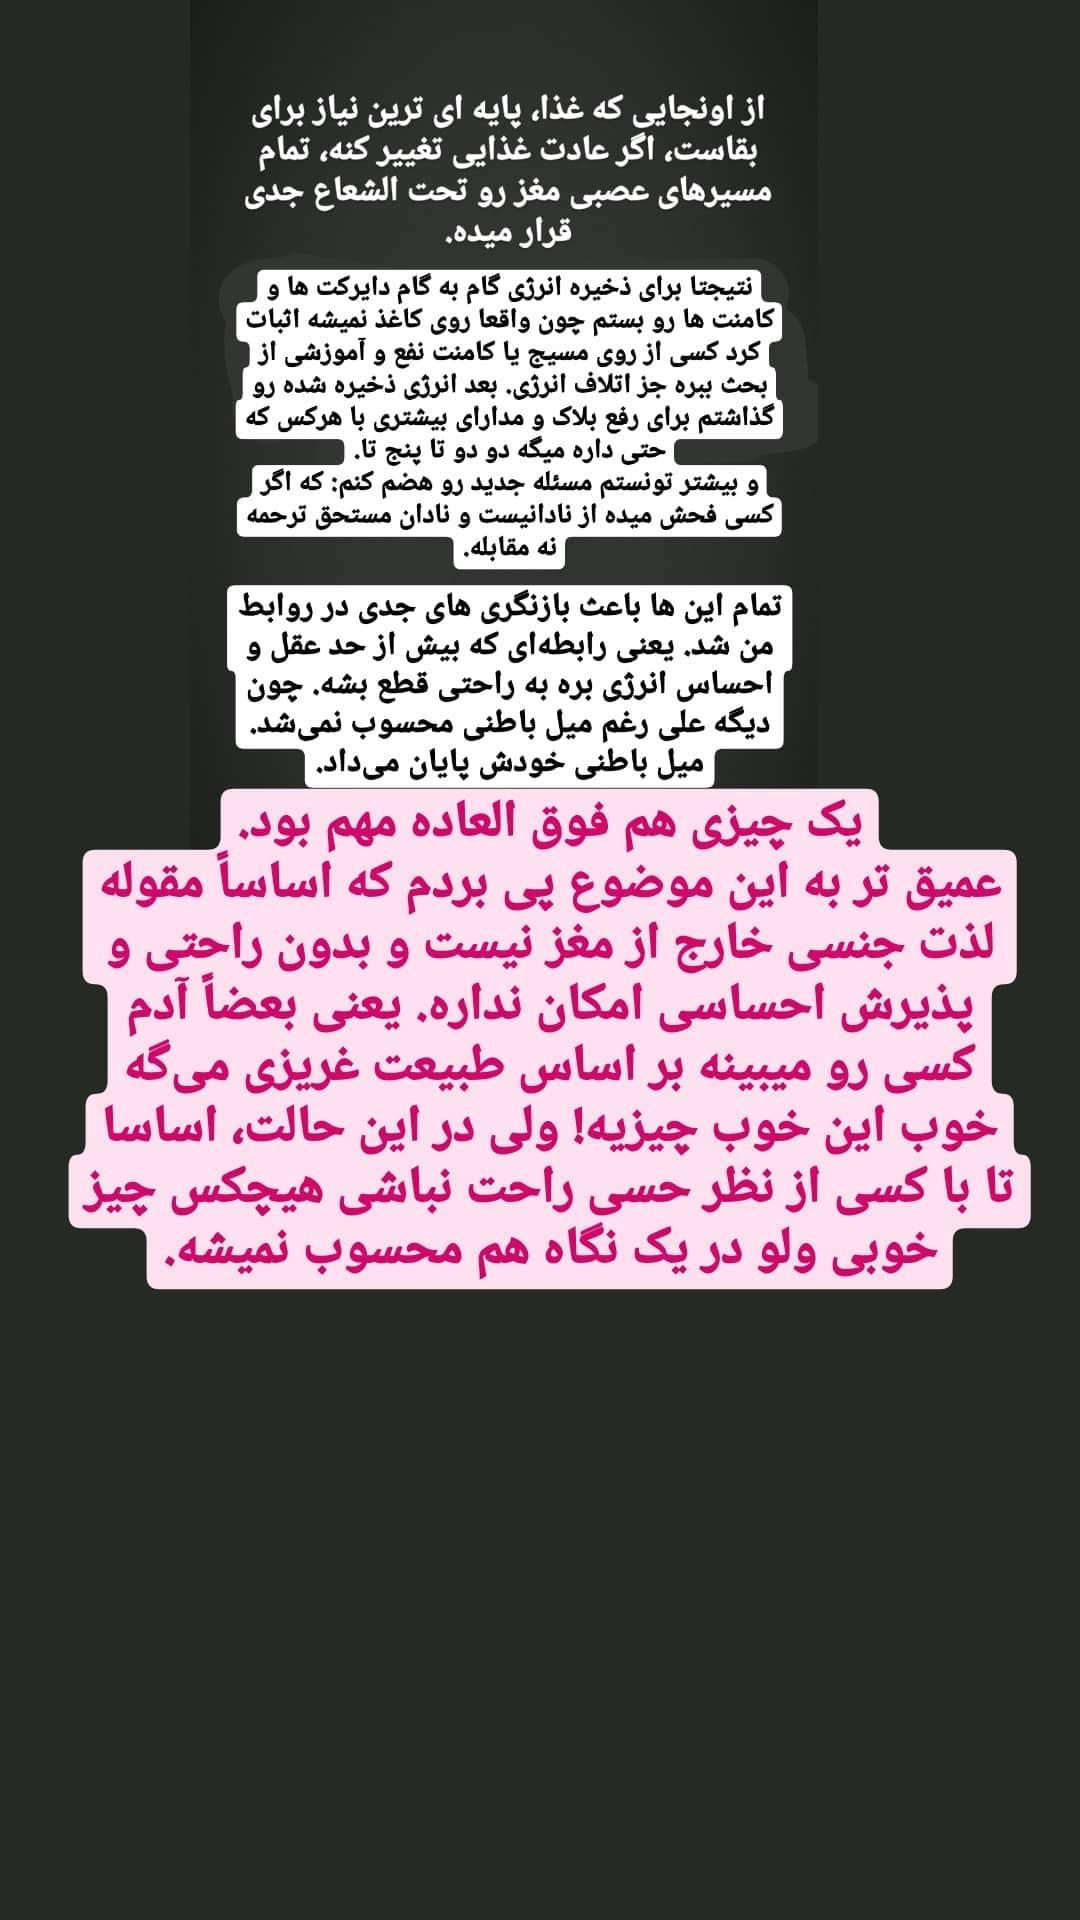 از اونجایی که غذا، پایه ای ترین نیاز برای
بقاست، اگر عادت غذایی تغییر کنه، تمام
مسیرهای عصبی مغز رو تحت الشعاع جدی
قرار میده.
نتیجتا برای ذخیره انرژی گام به گام دایرکت ها و
کامنت ها رو بستم چون واقعا روی کاغذ نمیشه اثبات
کرد کسی از روی مسیج یا کامنت نفع و آموزشی از
بحث ببره جز اتلاف انرژی. بعد انرژی ذخیره شده رو
گذاشتم برای رفع بلاک و مدارای بیشتری با هرکس که
حتی داره میگه دو دو تا پنج تا.
و بیشتر تونستم مسئله جدید رو هضم کنم: که اگر
کسی فحش میده از نادانیست و نادان مستحق ترحمه
نه مقابله.
تمام این ها باعث بازنگری های جدی در روابط
من شد. یعنی رابطه‌ای که بیش از حد عقل و
احساس انرژی بره به راحتی قطع بشه. چون
دیگه علی رغم میل باطنی محسوب نمی‌شد.
میل باطنی خودش پایان می‌داد.
یک چیزی هم فوق العاده مهم بود.
عمیق تر به این موضوع پی بردم که اساساً مقوله
لذت جنسی خارج از مغز نیست و بدون راحتی و
پذیرش احساسی امکان نداره. یعنی بعضاً آدم
کسی رو میبینه بر اساس طبیعت غریزی می‌گه
خوب این خوب چیزیه! ولی در این حالت، اساسا
تا با کسی از نظر حسی راحت نباشی هیچکس چیز
خوبی ولو در یک نگاه هم محسوب نمیشه.